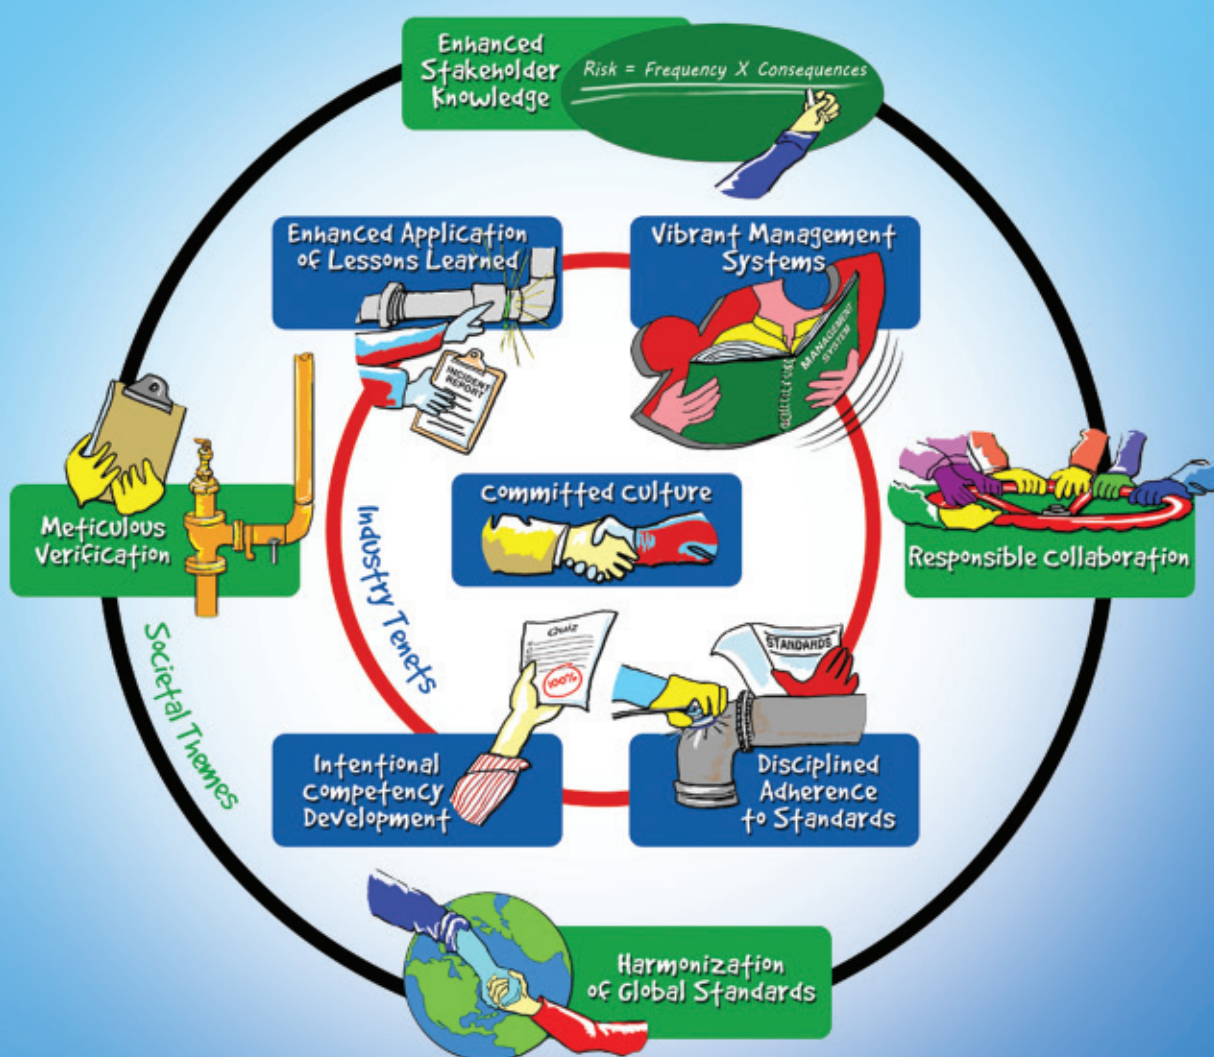 Enhanced
Stakeholder
Knowledge
Risk = Frequency X Consequences
Enhanced Application
of Lessons Learned
INCIDENT
REPORT
Vibrant Management
Systems
MANAGEMENT
SYSTEM
Meticulous
Verification
Committed Culture
Responsible Collaboration
Industry Tenets
Societal Themes
Quiz
100%
Intentional
Competency
Development
STANDARDS
Disciplined
Adherence
to Standards
Harmonization
of Global Standards